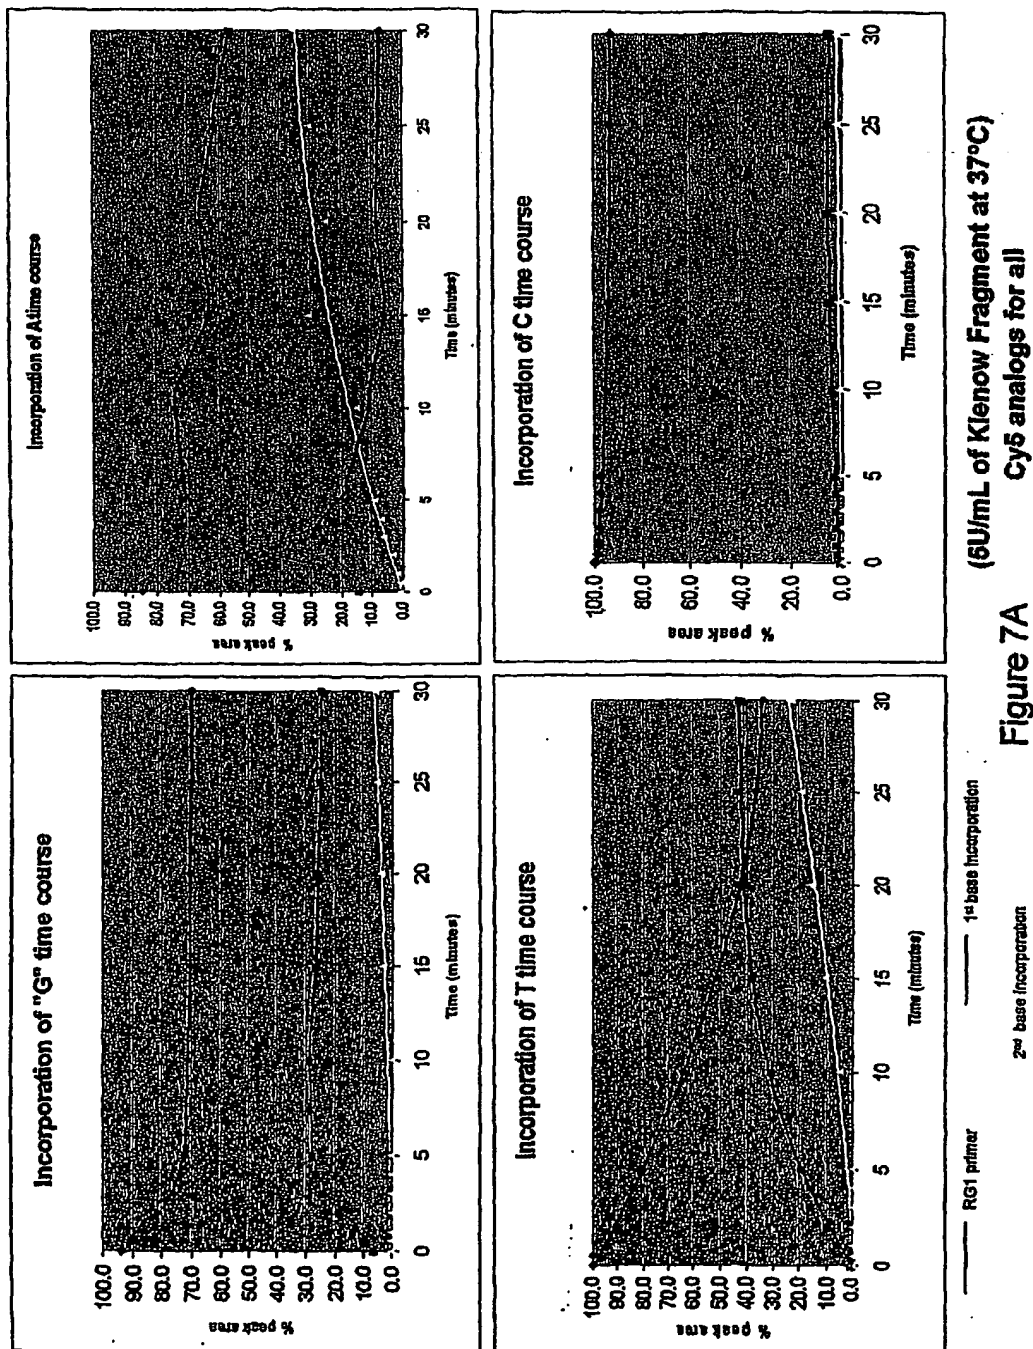 Incorporation of "G" time course
% peak area
100.0
90.0
80.0
70.0
60.0
50.0
40.0
30.0
20.0
10.0
0.0
0 5 10 15 20 25 30
Time (minutes)
Incorporation of A time course
% peak area
100.0
90.0
80.0
70.0
60.0
50.0
40.0
30.0
20.0
10.0
0.0
0 5 10 15 20 25 30
Time (minutes)
Incorporation of T time course
% peak area
100.0
90.0
80.0
70.0
60.0
50.0
40.0
30.0
20.0
10.0
0.0
0 5 10 15 20 25 30
Time (minutes)
Incorporation of C time course
% peak area
100.0
80.0
60.0
40.0
20.0
0.0
0 5 10 15 20 25 30
Time (minutes)
RG1 primer
1st base incorporation
2nd base incorporation
(5U/mL of Klenow Fragment at 37°C)
Cy5 analogs for all
Figure 7A